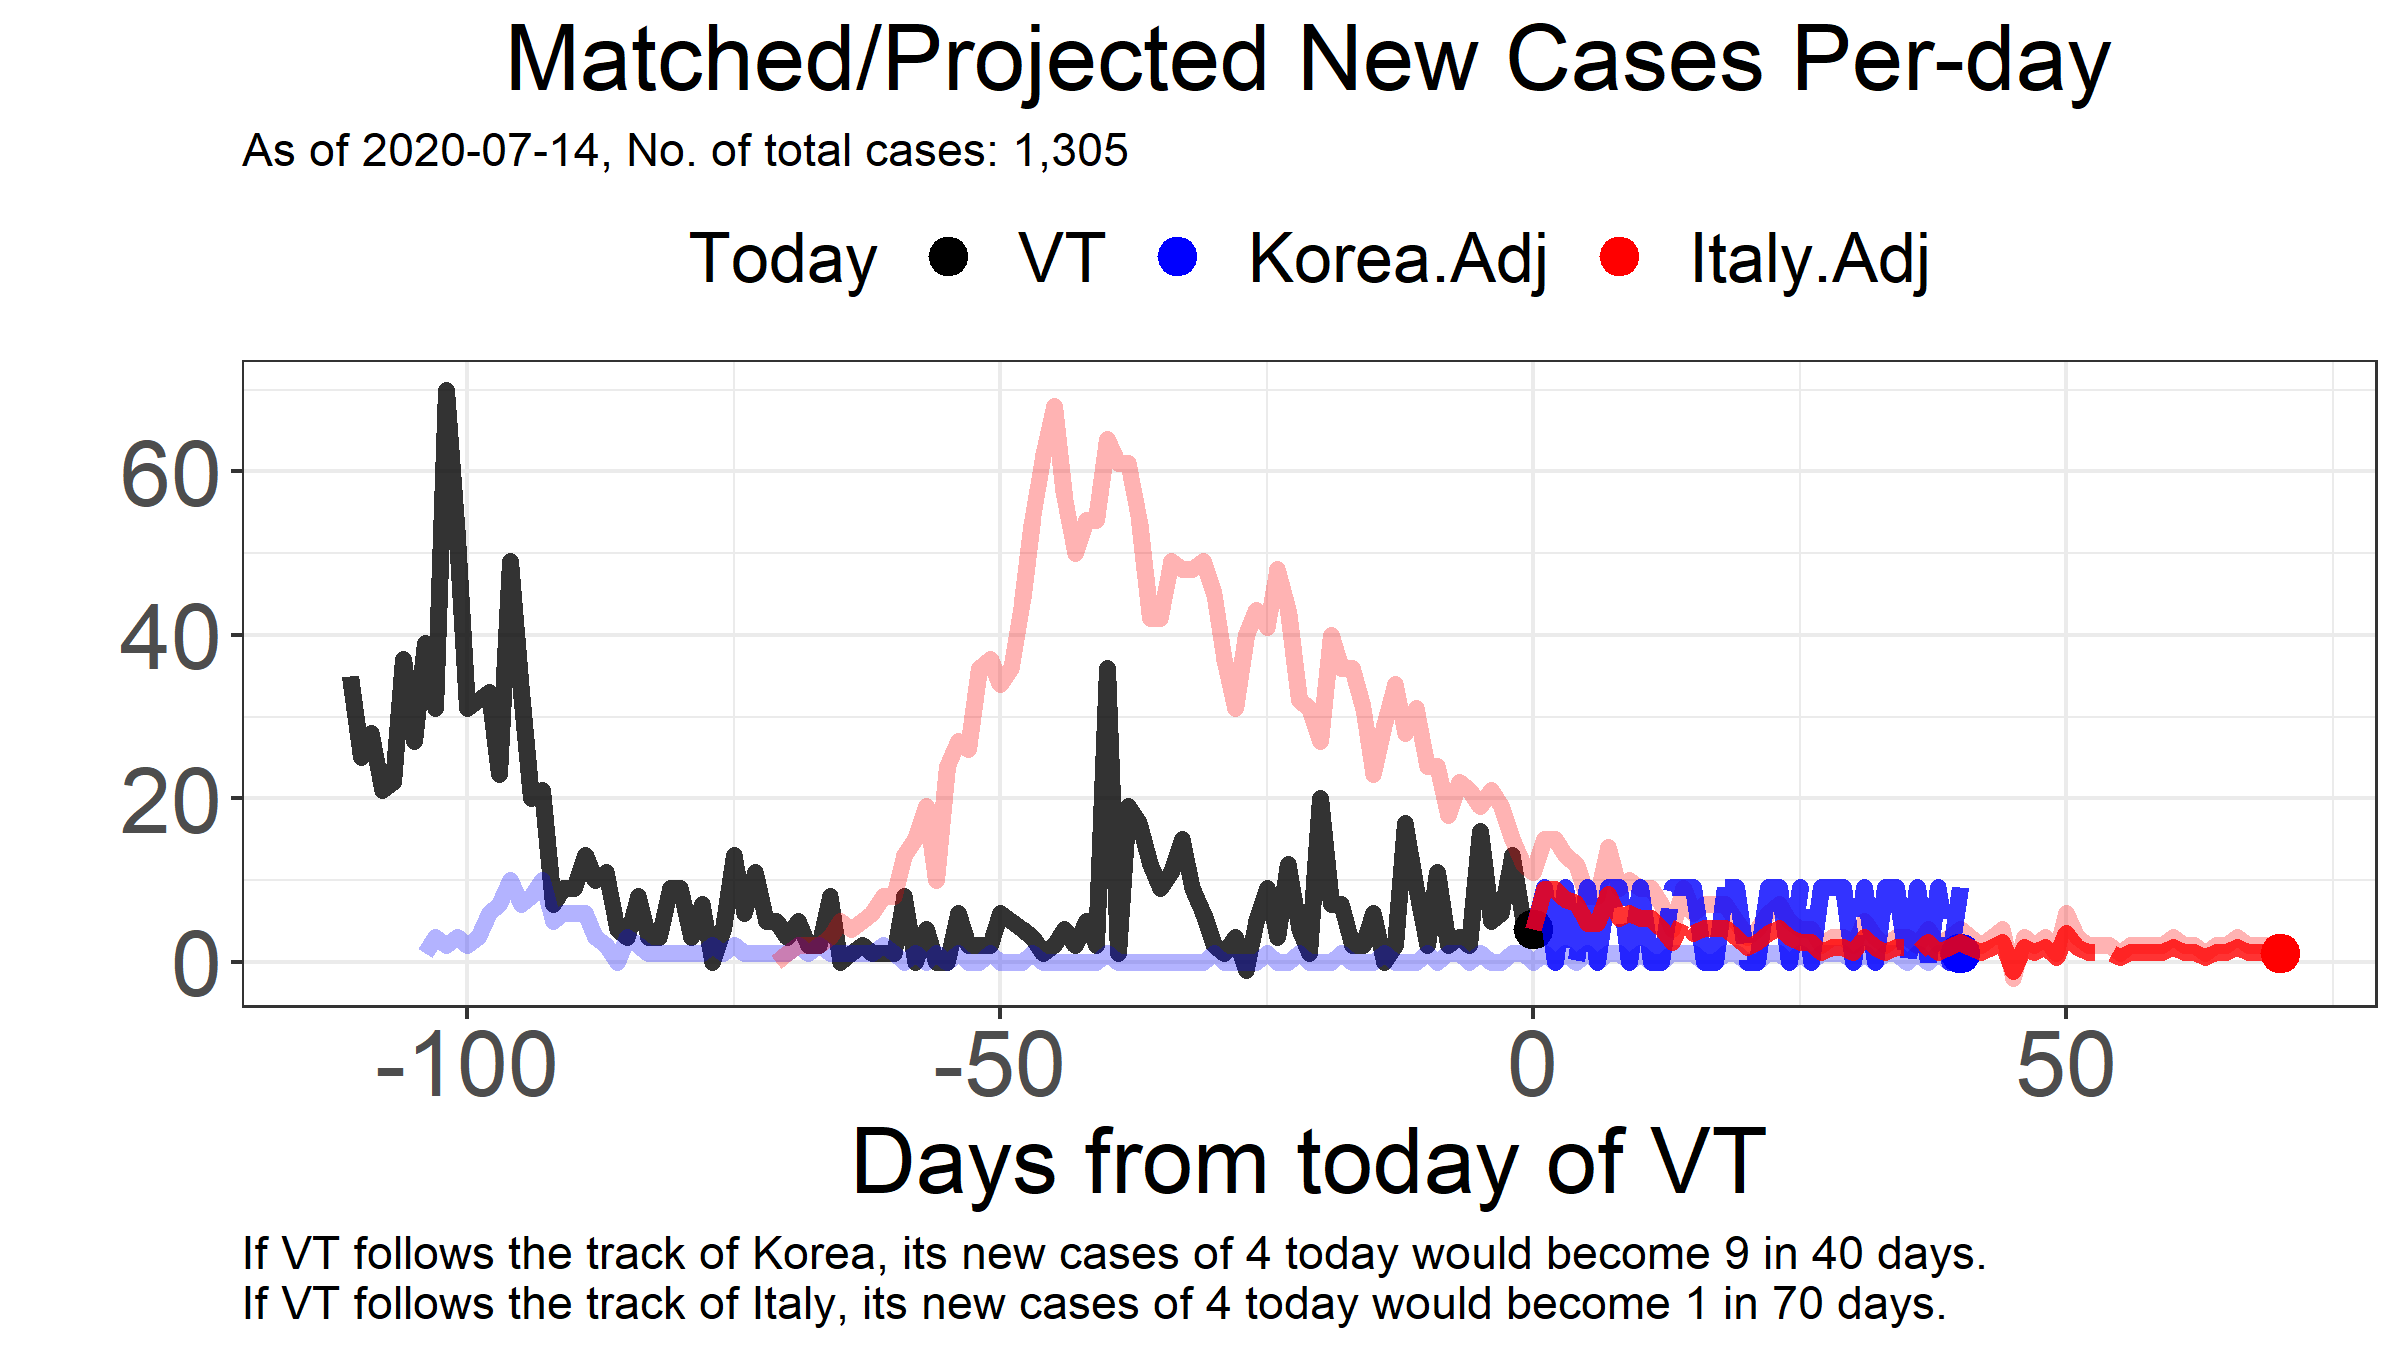 Matched/Projected New Cases Per-day
As of 2020-07-14, No. of total cases: 1,305
Today VT Korea.Adj Italy.Adj
60
40
20
0
-100 -50 0 50
Days from today of VT
If VT follows the track of Korea, its new cases of 4 today would become 9 in 40 days.
If VT follows the track of Italy, its new cases of 4 today would become 1 in 70 days.